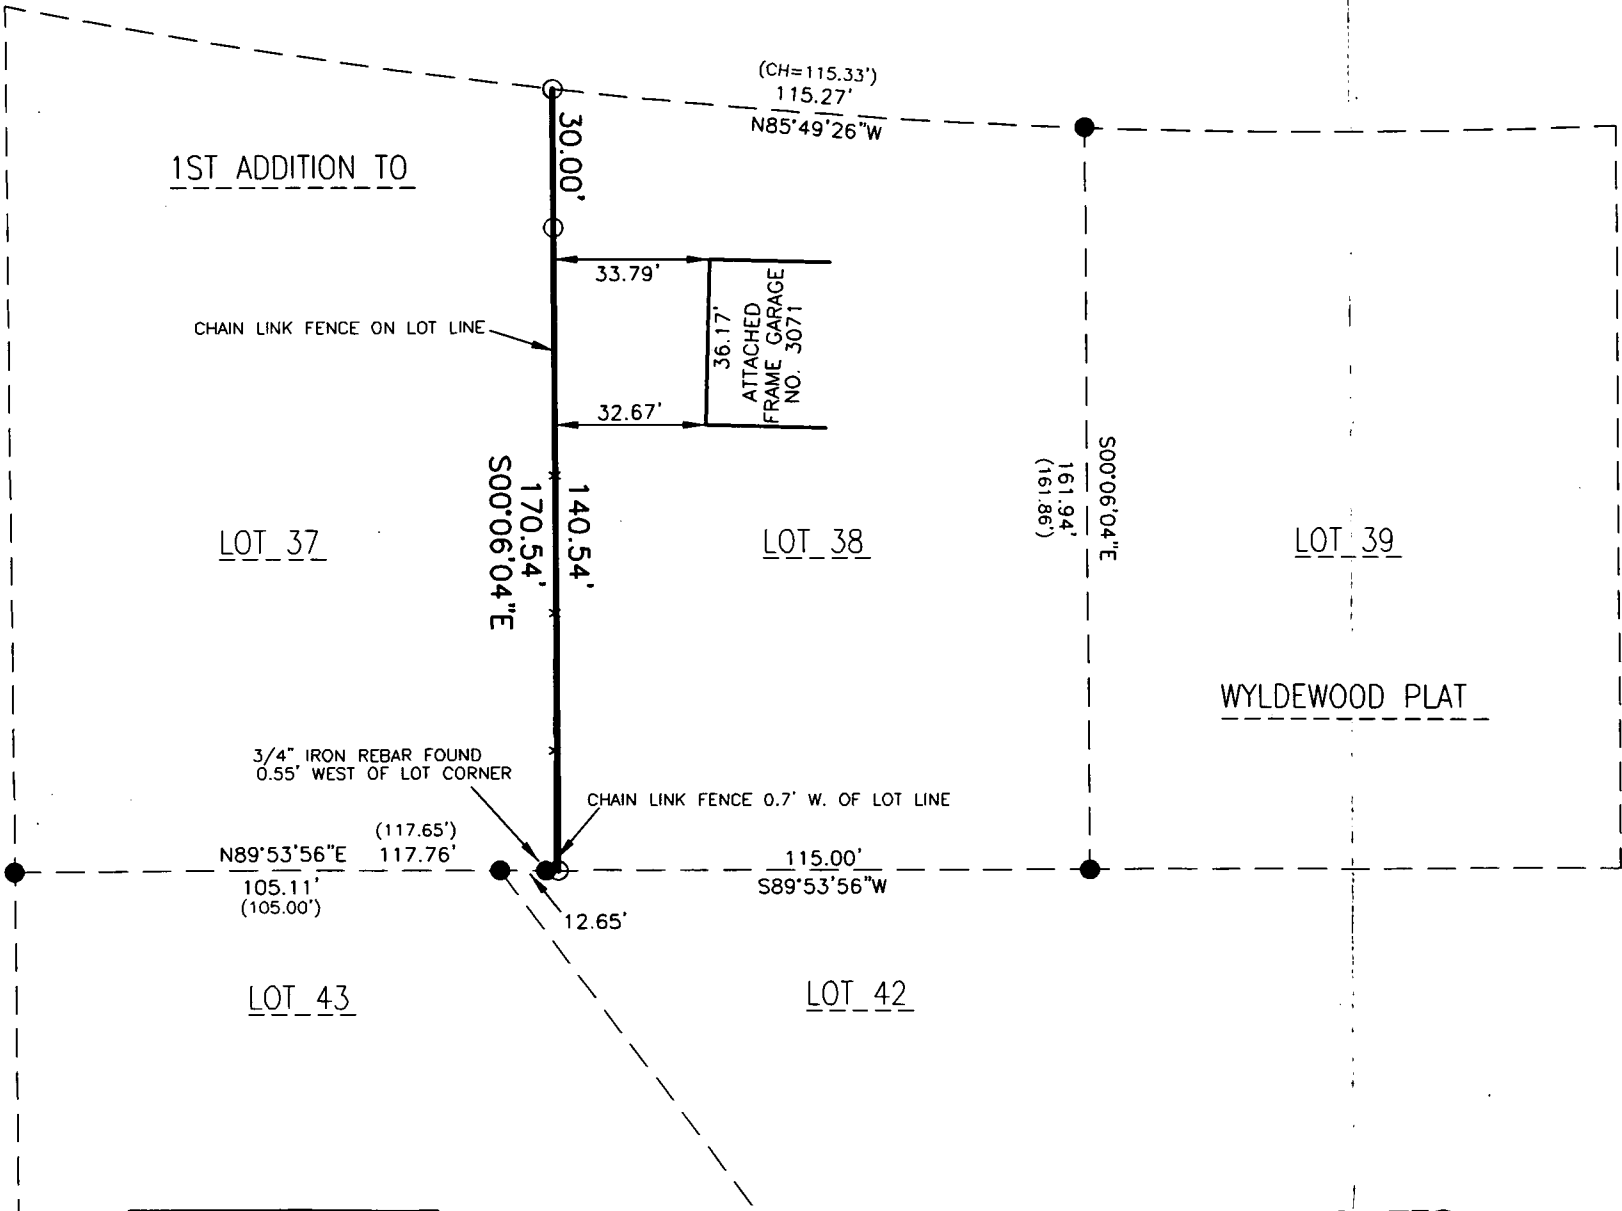 (CH=115.33')
115.27'
N85°49'26"W
1ST ADDITION TO
30.00'
33.79'
36.17'
ATTACHED
FRAME GARAGE
NO. 3071
CHAIN LINK FENCE ON LOT LINE
32.67'
140.54'
170.54'
S00°06'04"E
S00°06'04"E
161.94'
(161.86')
LOT 37
LOT 38
LOT 39
WYLDEWOOD PLAT
3/4" IRON REBAR FOUND
0.55' WEST OF LOT CORNER
CHAIN LINK FENCE 0.7' W. OF LOT LINE
(117.65')
N89°53'56"E 117.76'
105.11'
(105.00')
115.00'
S89°53'56"W
12.65'
LOT 43
LOT 42